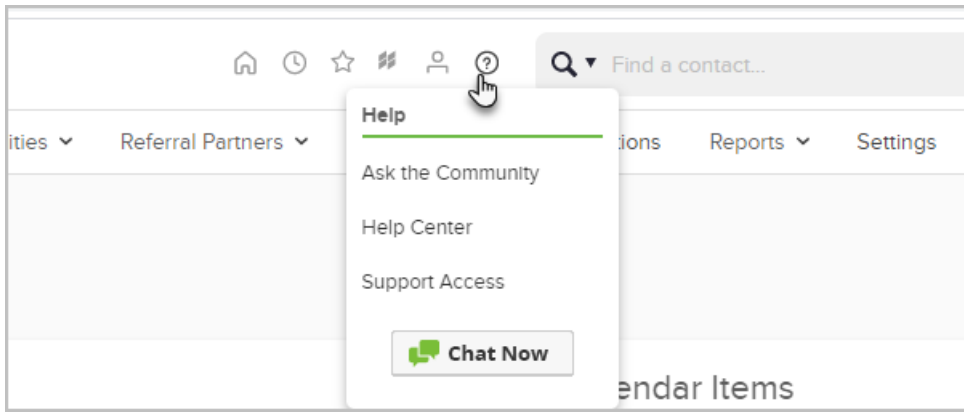 Find a contact...
Help
ities Referral Partners tions Reports Settings
Ask the Community
Help Center
Support Access
Chat Now
endar Items